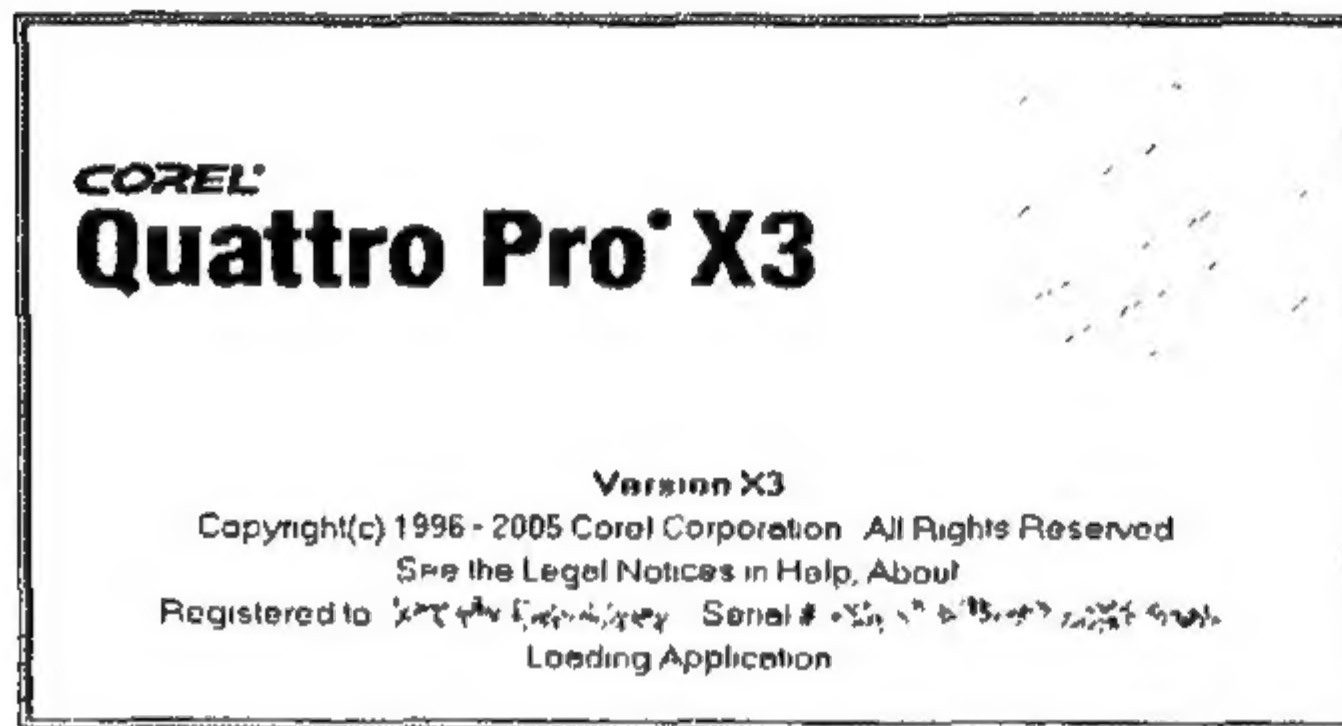 COREL®
Quattro Pro® X3
Version X3
Copyright(c) 1996 - 2005 Corel Corporation All Rights Reserved
See the Legal Notices in Help, About
Registered to Serial #
Loading Application